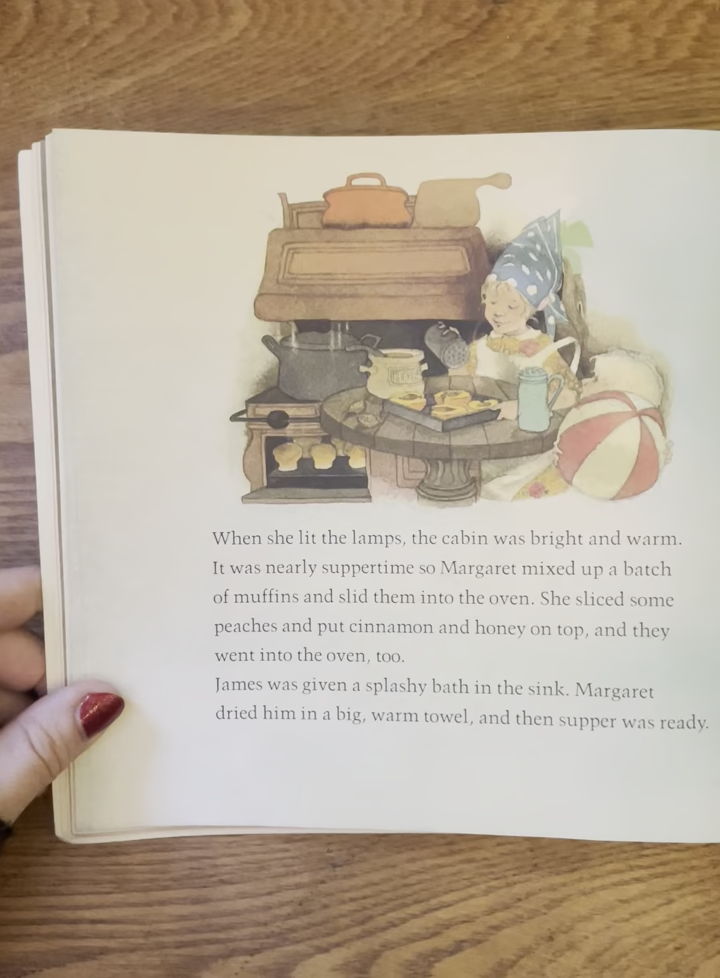 When she lit the lamps, the cabin was bright and warm.
It was nearly suppertime so Margaret mixed up a batch
of muffins and slid them into the oven. She sliced some
peaches and put cinnamon and honey on top, and they
went into the oven, too.
James was given a splashy bath in the sink. Margaret
dried him in a big, warm towel, and then supper was ready.